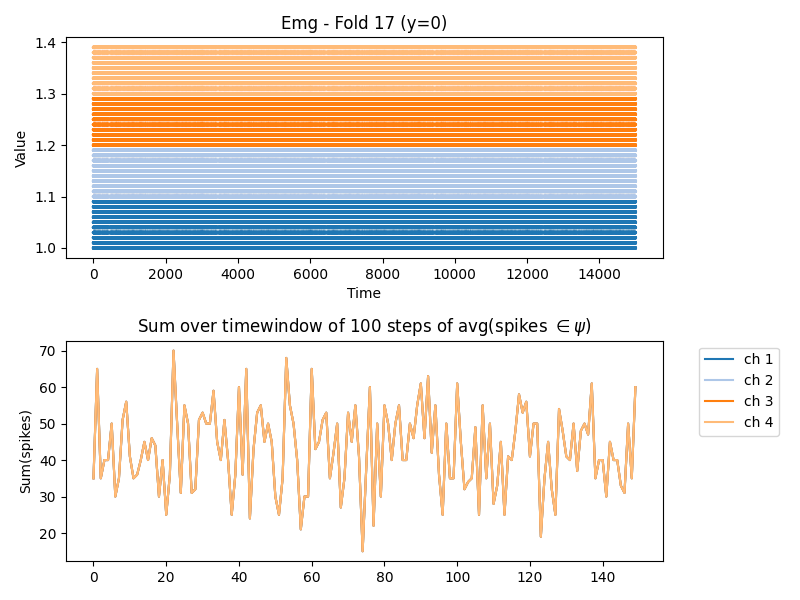 Emg - Fold 17 (y=0)
1.4
1.3
1.2
1.1
1.0
Value
0 2000 4000 6000 8000 10000 12000 14000
Time
Sum over timewindow of 100 steps of avg(spikes ∈ ψ)
70
60
50
40
30
20
Sum(spikes)
0 20 40 60 80 100 120 140
ch 1
ch 2
ch 3
ch 4